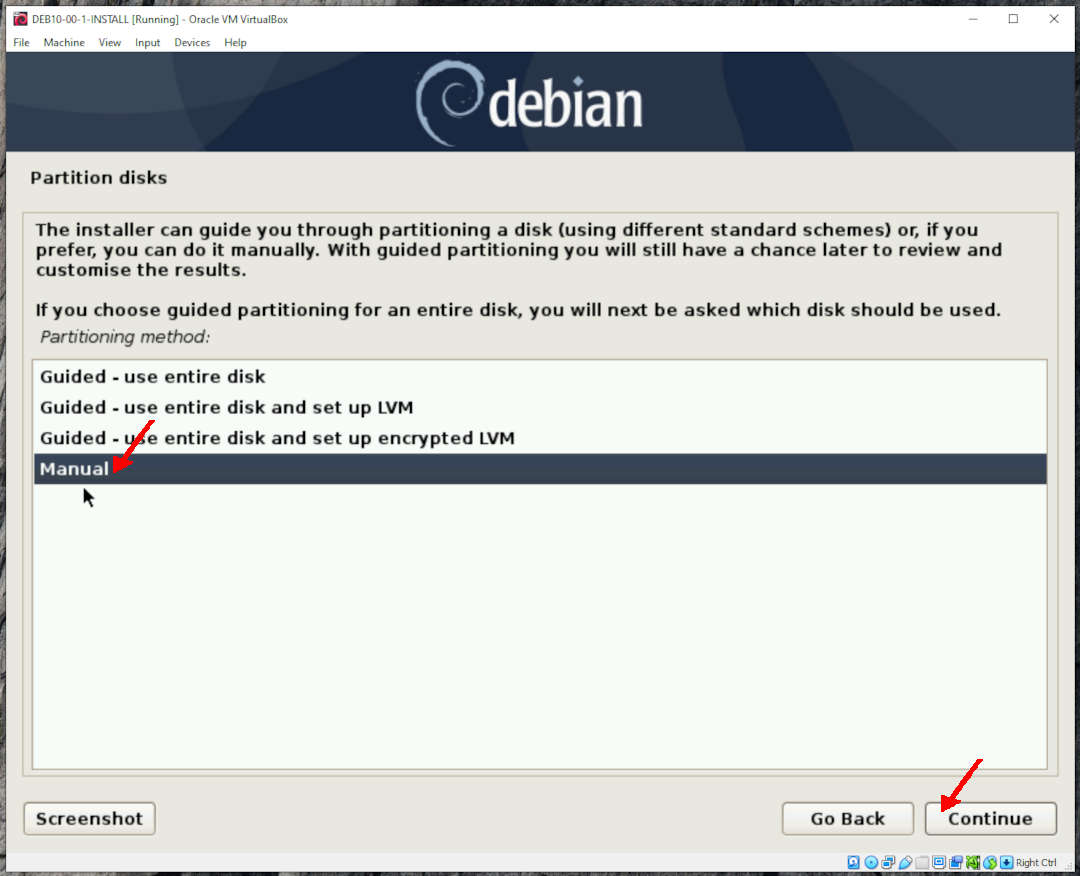 DEB10-00-1-INSTALL [Running] - Oracle VM VirtualBox
File Machine View Input Devices Help
debian
Partition disks
The installer can guide you through partitioning a disk (using different standard schemes) or, if you
prefer, you can do it manually. With guided partitioning you will still have a chance later to review and
customise the results.
If you choose guided partitioning for an entire disk, you will next be asked which disk should be used.
Partitioning method:
Guided - use entire disk
Guided - use entire disk and set up LVM
Guided - use entire disk and set up encrypted LVM
Manual
Screenshot Go Back Continue
Right Ctrl